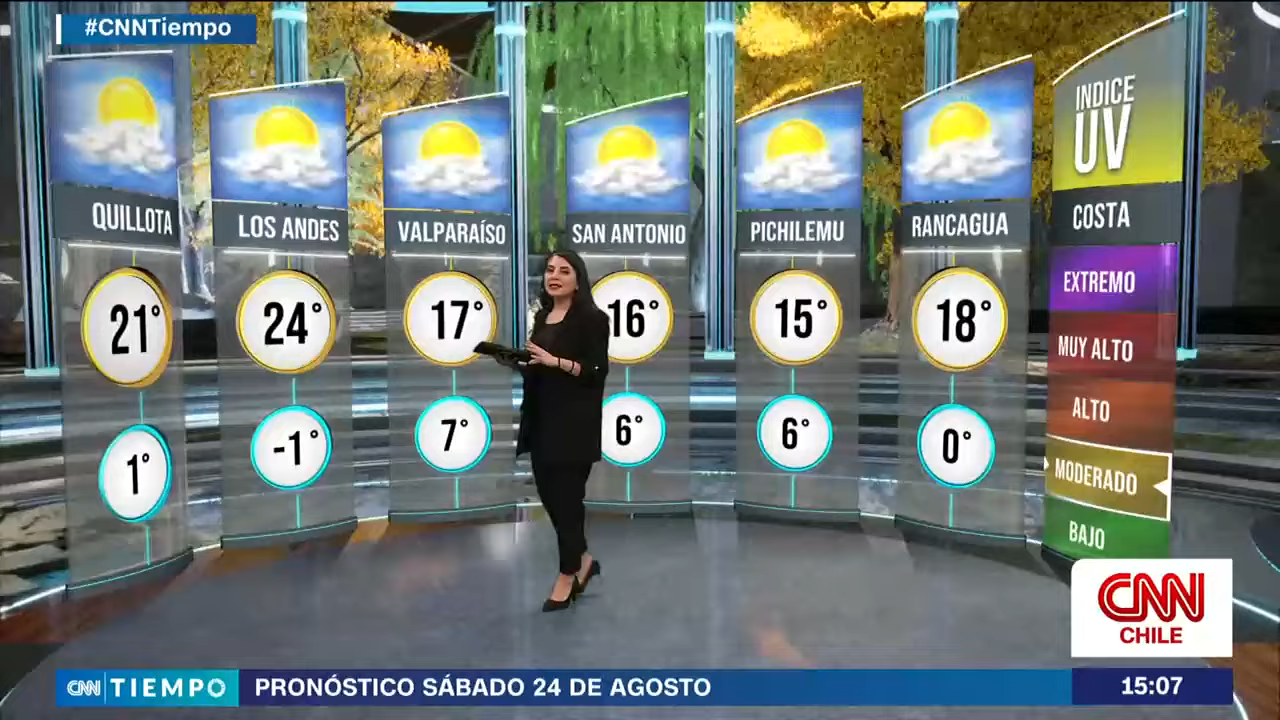 #CNNTiempo
QUILLOTA
21°
1°
LOS ANDES
24°
-1°
VALPARAÍSO
17°
7°
SAN ANTONIO
16°
6°
PICHILEMU
15°
6°
RANCAGUA
18°
0°
INDICE
UV
COSTA
EXTREMO
MUY ALTO
ALTO
MODERADO
BAJO
CNN
CHILE
CNN TIEMPO
PRONÓSTICO SÁBADO 24 DE AGOSTO
15:07